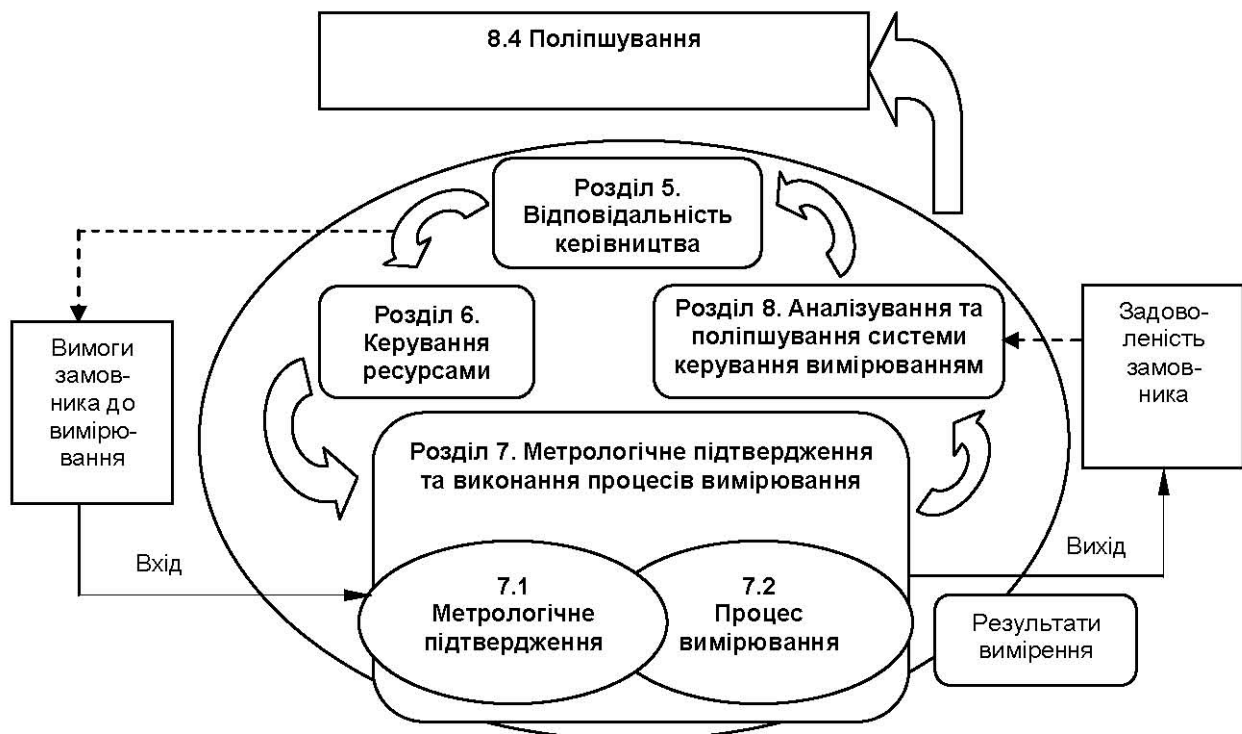 8.4 Поліпшування
Розділ 5.
Відповідальність
керівництва
Розділ 6.
Керування
ресурсами
Розділ 8. Аналізування та
поліпшування системи
керування вимірюванням
Задово-
леність
замов-
ника
Вимоги
замов-
ника до
вимірю-
вання
Розділ 7. Метрологічне підтвердження
та виконання процесів вимірювання
Вхід
Вихід
7.1
Метрологічне
підтвердження
7.2
Процес
вимірювання
Результати
вимірення